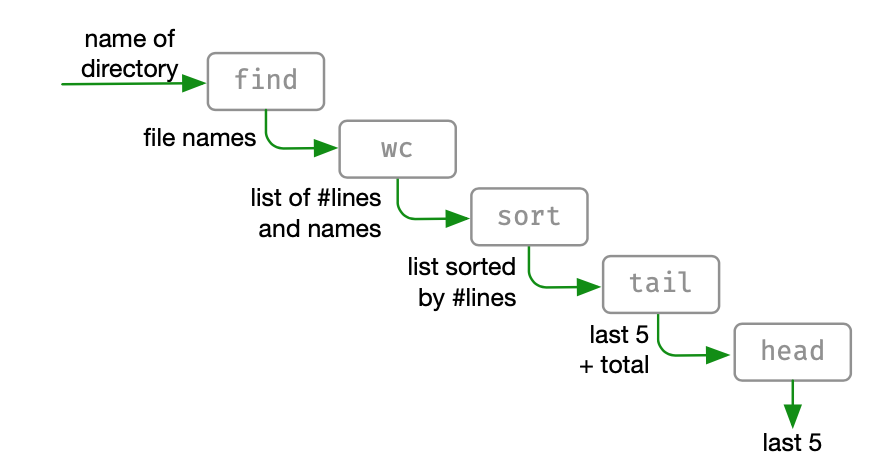 name of
directory
find
file names
wc
list of #lines
and names
sort
list sorted
by #lines
tail
last 5
+ total
head
last 5